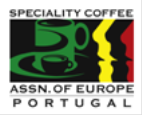 SPECIALITY COFFEE
ASSN. OF EUROPE
PORTUGAL